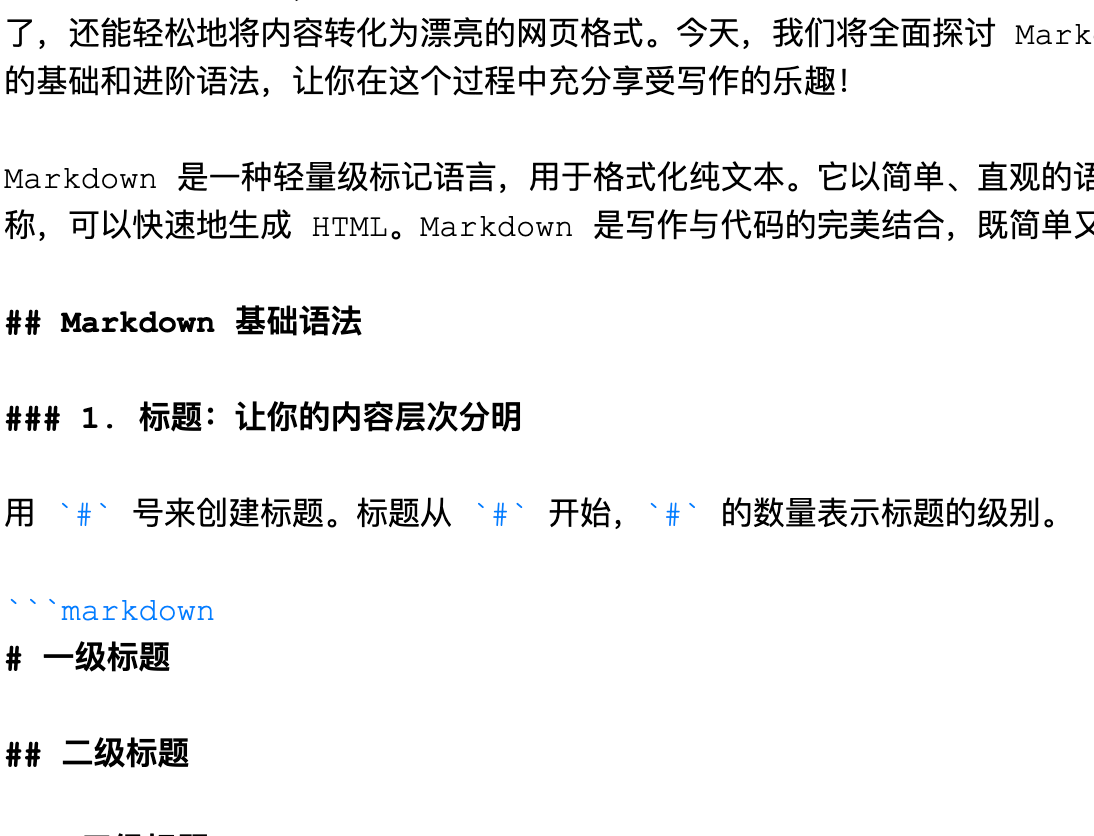 了，还能轻松地将内容转化为漂亮的网页格式。今天，我们将全面探讨 Mark
的基础和进阶语法，让你在这个过程中充分享受写作的乐趣！
Markdown 是一种轻量级标记语言，用于格式化纯文本。它以简单、直观的语
称，可以快速地生成 HTML。Markdown 是写作与代码的完美结合，既简单又
## Markdown 基础语法
### 1. 标题：让你的内容层次分明
用 `#` 号来创建标题。标题从 `#` 开始，`#` 的数量表示标题的级别。
```markdown
# 一级标题
## 二级标题